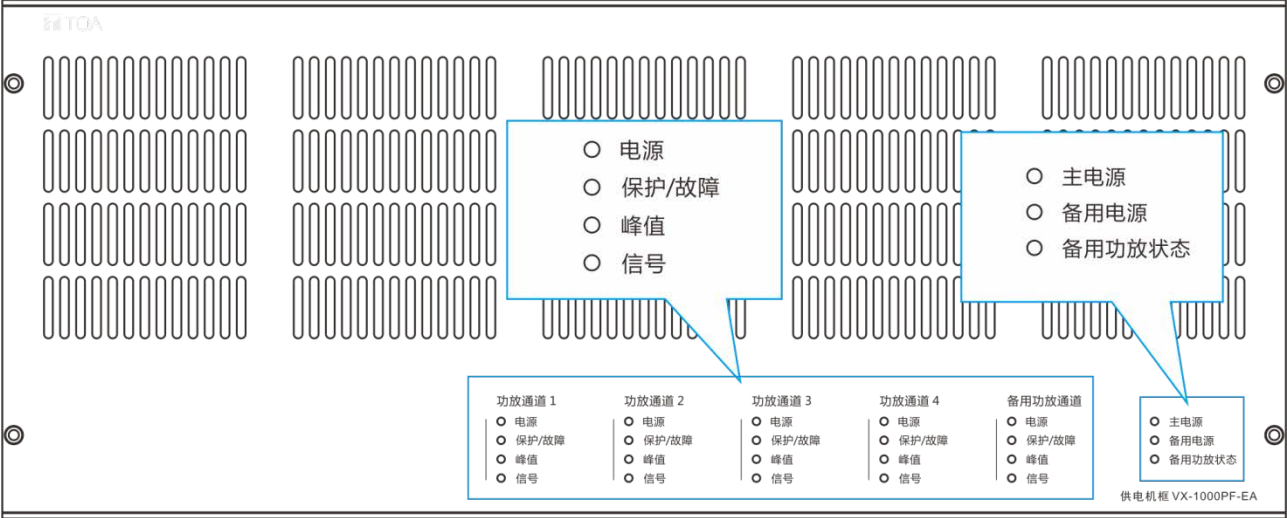 TOA
电源
保护/故障
峰值
信号
主电源
备用电源
备用功放状态
功放通道 1
电源
保护/故障
峰值
信号
功放通道 2
电源
保护/故障
峰值
信号
功放通道 3
电源
保护/故障
峰值
信号
功放通道 4
电源
保护/故障
峰值
信号
备用功放通道
电源
保护/故障
峰值
信号
主电源
备用电源
备用功放状态
供电机框 VX-1000PF-EA